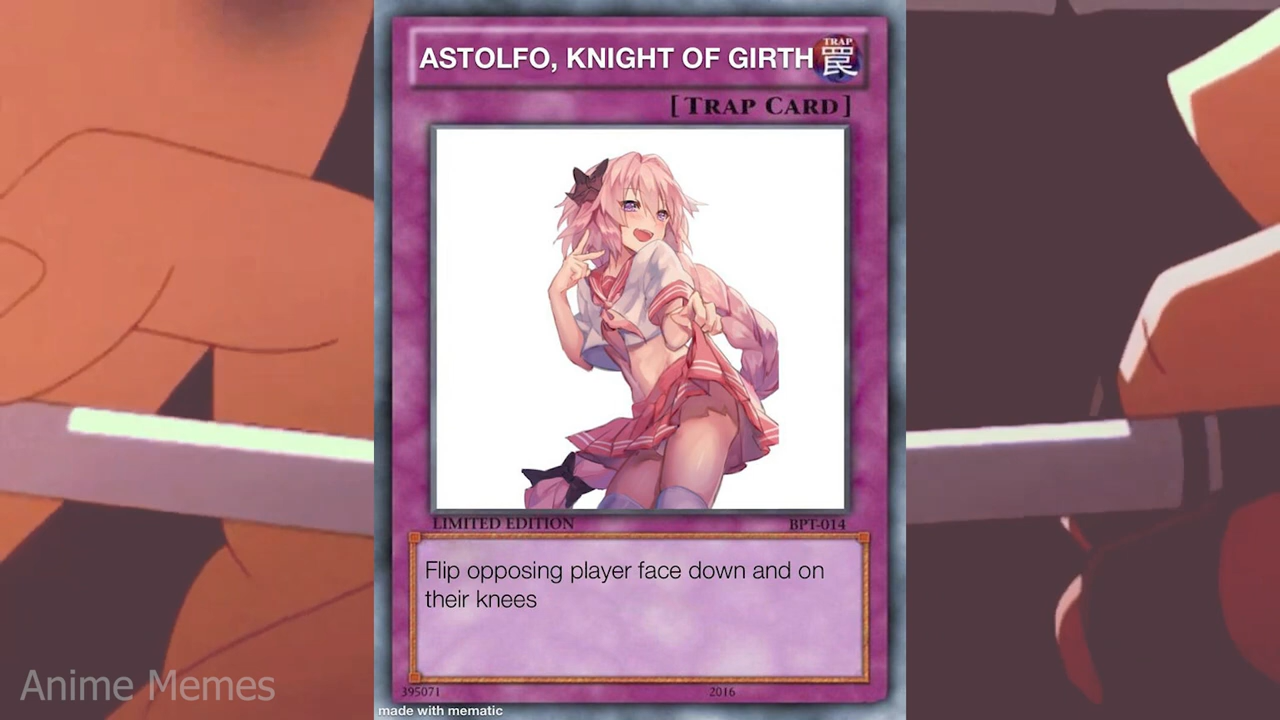 ASTOLFO, KNIGHT OF GIRTH
TRAP
罠
[TRAP CARD]
LIMITED EDITION
BPT-014
Flip opposing player face down and on
their knees
395071
2016
Anime Memes
made with mematic